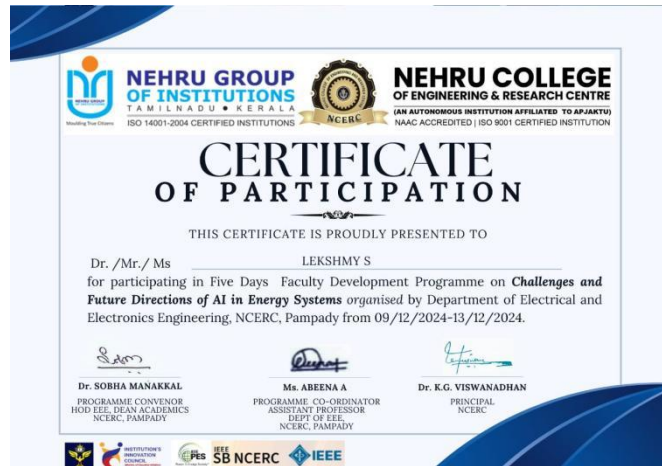 NEHRU GROUP
OF INSTITUTIONS
TAMILNADU • KERALA
ISO 14001-2004 CERTIFIED INSTITUTIONS
NEHRU GROUP
Moulding True Citizens
NCERC
NEHRU COLLEGE
OF ENGINEERING & RESEARCH CENTRE
(AN AUTONOMOUS INSTITUTION AFFILIATED TO APJAKTU)
NAAC ACCREDITED | ISO 9001 CERTIFIED INSTITUTION
CERTIFICATE
OF PARTICIPATION
THIS CERTIFICATE IS PROUDLY PRESENTED TO
Dr. /Mr./ Ms LEKSHMY S
for participating in Five Days Faculty Development Programme on Challenges and
Future Directions of AI in Energy Systems organised by Department of Electrical and
Electronics Engineering, NCERC, Pampady from 09/12/2024-13/12/2024.
Dr. SOBHA MANAKKAL
PROGRAMME CONVENOR
HOD EEE, DEAN ACADEMICS
NCERC, PAMPADY
Ms. ABEENA A
PROGRAMME CO-ORDINATOR
ASSISTANT PROFESSOR
DEPT OF EEE,
NCERC, PAMPADY
Dr. K.G. VISWANADHAN
PRINCIPAL
NCERC
INSTITUTION'S
INNOVATION
COUNCIL
PES
IEEE
SB NCERC
IEEE